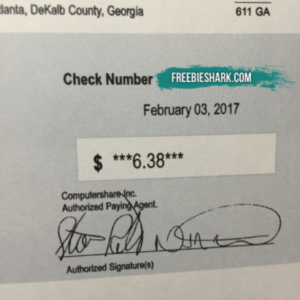 lanta, DeKalb County, Georgia
611 GA
Check Number FREEBIESHARK.COM
February 03, 2017
$ ***6.38***
Computershare Inc.
Authorized Paying Agent.
Authorized Signature(s)